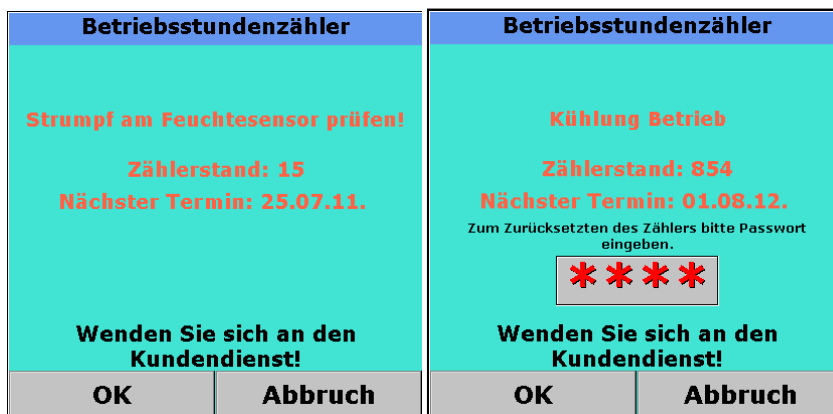 Betriebsstundenzähler
Strumpf am Feuchtesensor prüfen!
Zählerstand: 15
Nächster Termin: 25.07.11.
Wenden Sie sich an den
Kundendienst!
OK Abbruch
Betriebsstundenzähler
Kühlung Betrieb
Zählerstand: 854
Nächster Termin: 01.08.12.
Zum Zurücksetzten des Zählers bitte Passwort
eingeben.
****
Wenden Sie sich an den
Kundendienst!
OK Abbruch